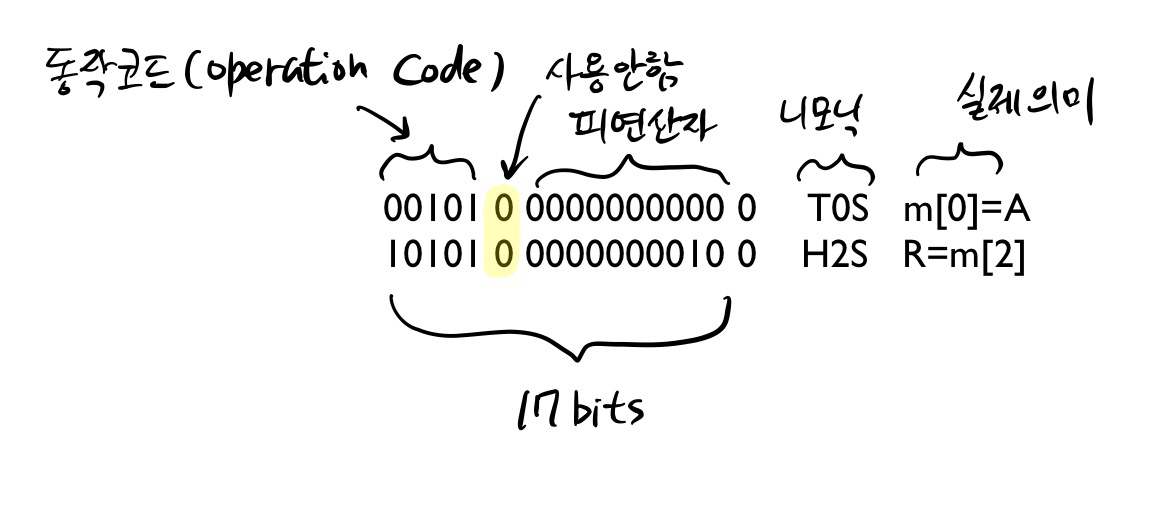 동작코드(operation Code) 사용안함
피연산자 니모닉 실제의미
00101 0 0000000000 0 T0S m[0]=A
10101 0 0000000010 0 H2S R=m[2]
17 bits